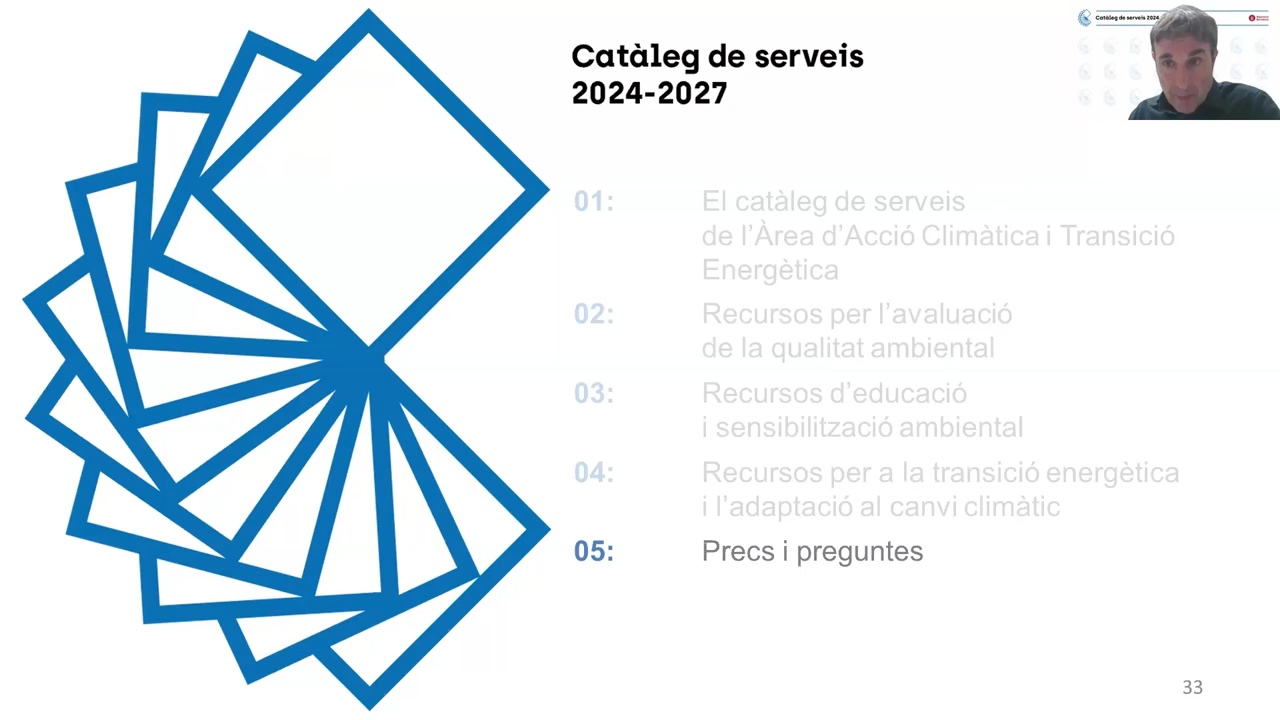 Catàleg de serveis
2024-2027
Catàleg de serveis 2024
01: El catàleg de serveis
de l’Àrea d’Acció Climàtica i Transició
Energètica
02: Recursos per l’avaluació
de la qualitat ambiental
03: Recursos d’educació
i sensibilització ambiental
04: Recursos per a la transició energètica
i l’adaptació al canvi climàtic
05: Precs i preguntes
33